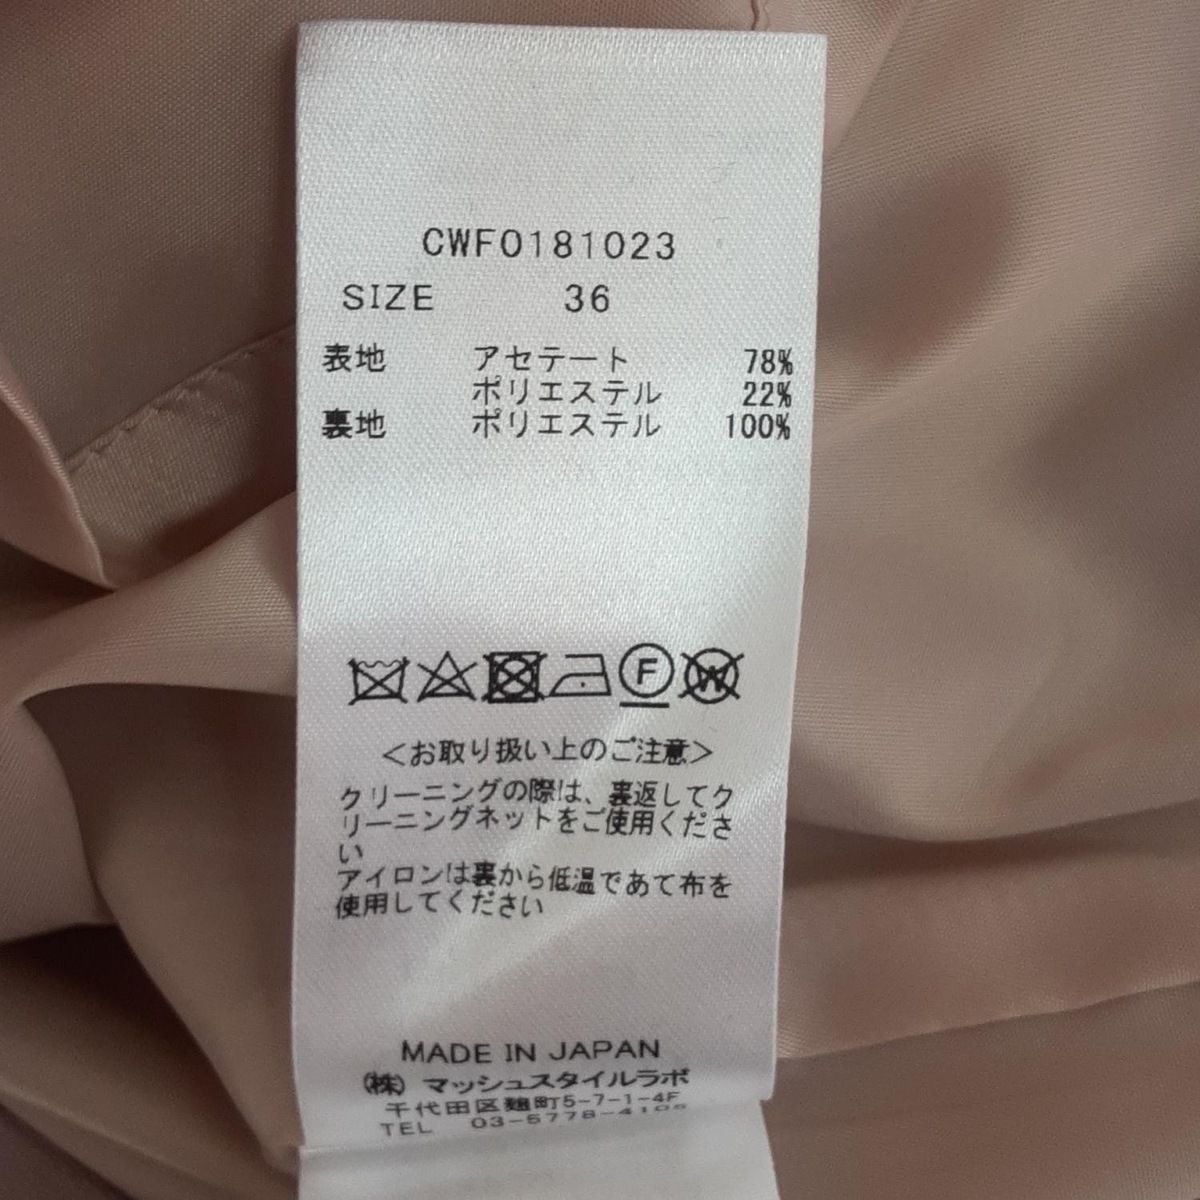 CWFO181023
SIZE 36
表地 アセテート 78%
ポリエステル 22%
裏地 ポリエステル 100%
F W
<お取り扱い上のご注意>
クリーニングの際は、裏返してク
リーニングネットをご使用くださ
い
アイロンは裏から低温であて布を
使用してください
MADE IN JAPAN
(株) マッシュスタイルラボ
千代田区麹町5-7-1-4F
TEL 03-5778-4105